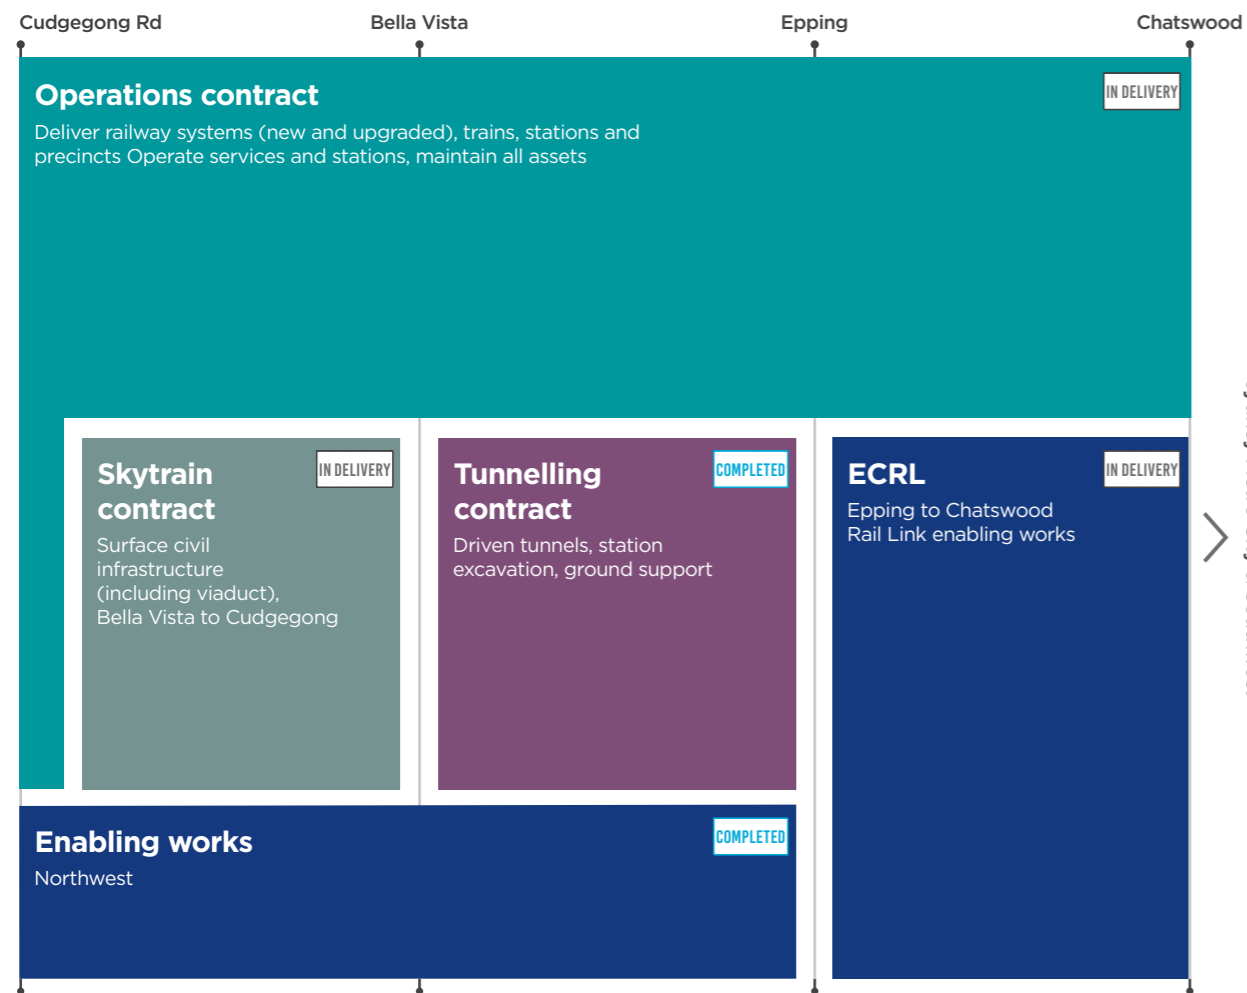 Cudgegong Rd
Bella Vista
Epping
Chatswood
Operations contract
IN DELIVERY
Deliver railway systems (new and upgraded), trains, stations and
precincts Operate services and stations, maintain all assets
Skytrain
contract
IN DELIVERY
Surface civil
infrastructure
(including viaduct),
Bella Vista to Cudgegong
Tunnelling
contract
COMPLETED
Driven tunnels, station
excavation, ground support
ECRL
IN DELIVERY
Epping to Chatswood
Rail Link enabling works
Enabling works
COMPLETED
Northwest